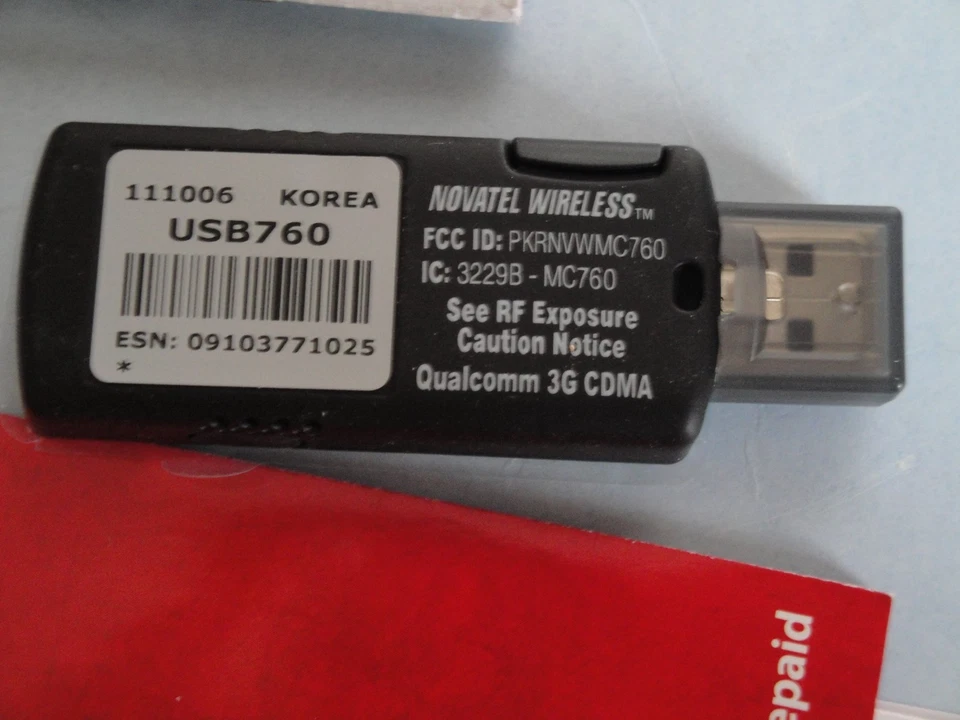 111006 KOREA
USB760
ESN: 09103771025
*
NOVATEL WIRELESS™
FCC ID: PKRNVWMC760
IC: 3229B - MC760
See RF Exposure
Caution Notice
Qualcomm 3G CDMA
epaid